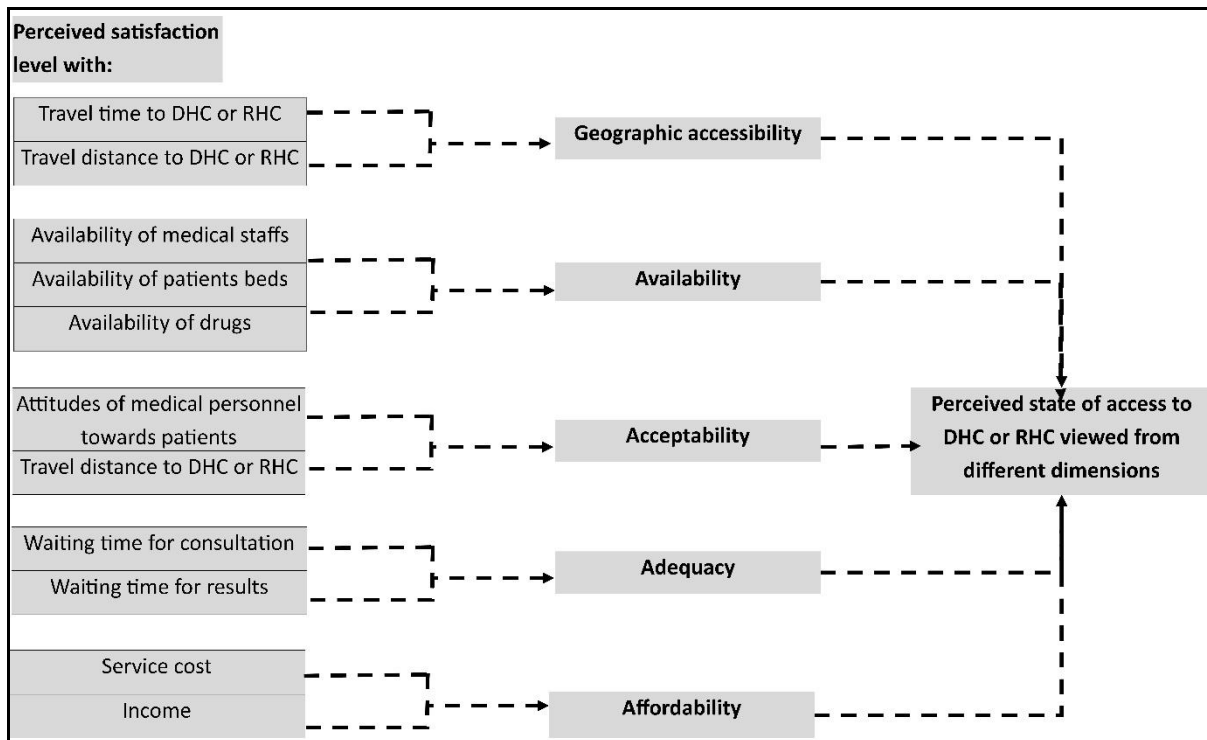 Perceived satisfaction
level with:
Travel time to DHC or RHC
Travel distance to DHC or RHC
Geographic accessibility
Availability of medical staffs
Availability of patients beds
Availability of drugs
Availability
Attitudes of medical personnel
towards patients
Travel distance to DHC or RHC
Acceptability
Waiting time for consultation
Waiting time for results
Adequacy
Service cost
Income
Affordability
Perceived state of access to
DHC or RHC viewed from
different dimensions